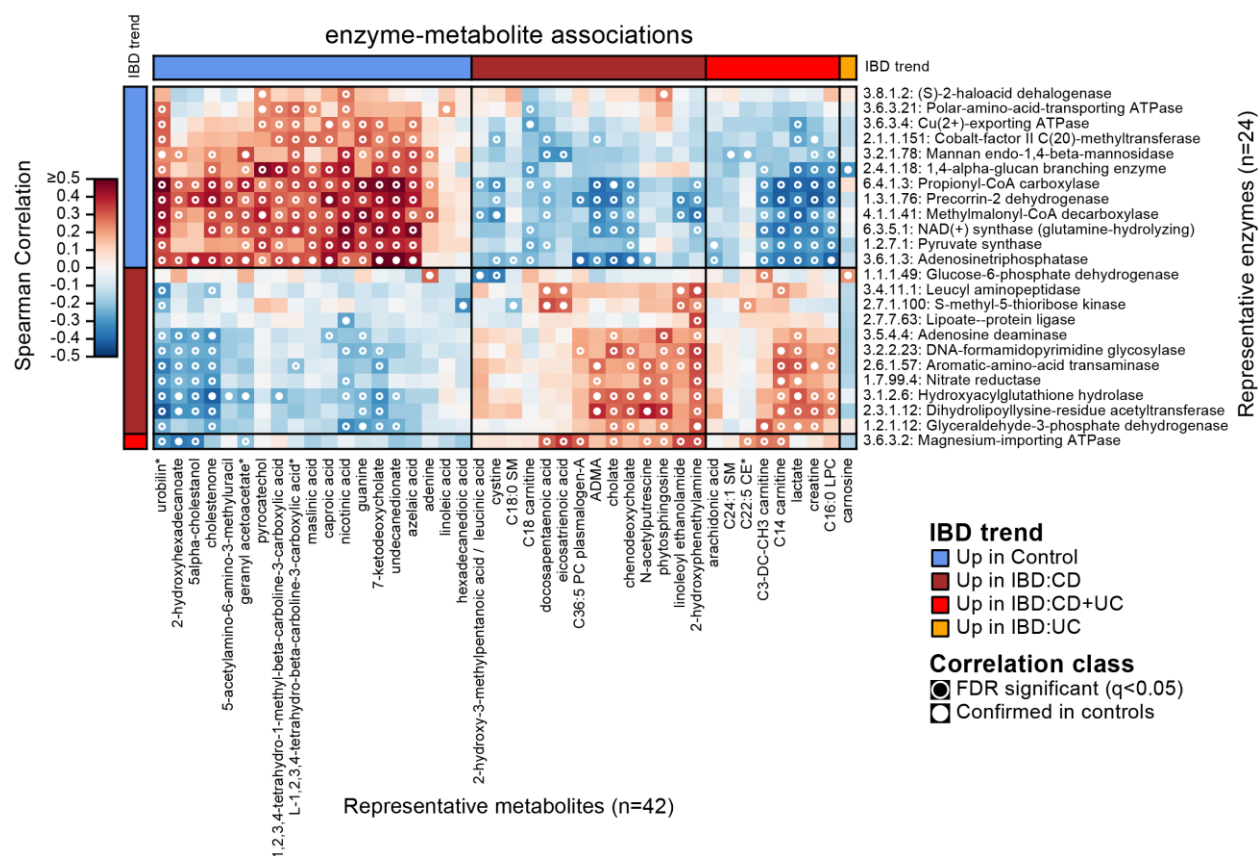 enzyme-metabolite associations
IBD trend
IBD trend
3.8.1.2: (S)-2-haloacid dehalogenase
3.6.3.21: Polar-amino-acid-transporting ATPase
3.6.3.4: Cu(2+)-exporting ATPase
2.1.1.151: Cobalt-factor II C(20)-methyltransferase
3.2.1.78: Mannan endo-1,4-beta-mannosidase
2.4.1.18: 1,4-alpha-glucan branching enzyme
6.4.1.3: Propionyl-CoA carboxylase
1.3.1.76: Precorrin-2 dehydrogenase
4.1.1.41: Methylmalonyl-CoA decarboxylase
6.3.5.1: NAD(+) synthase (glutamine-hydrolyzing)
1.2.7.1: Pyruvate synthase
3.6.1.3: Adenosinetriphosphatase
1.1.1.49: Glucose-6-phosphate dehydrogenase
3.4.11.1: Leucyl aminopeptidase
2.7.1.100: S-methyl-5-thioribose kinase
2.7.7.63: Lipoate--protein ligase
3.5.4.4: Adenosine deaminase
3.2.2.23: DNA-formamidopyrimidine glycosylase
2.6.1.57: Aromatic-amino-acid transaminase
1.7.99.4: Nitrate reductase
3.1.2.6: Hydroxyacylglutathione hydrolase
2.3.1.12: Dihydrolipoyllysine-residue acetyltransferase
1.2.1.12: Glyceraldehyde-3-phosphate dehydrogenase
3.6.3.2: Magnesium-importing ATPase
Representative enzymes (n=24)
Spearman Correlation
≥0.5
0.4
0.3
0.2
0.1
0.0
-0.1
-0.2
-0.3
-0.4
-0.5
urobilin*
2-hydroxyhexadecanoate
5alpha-cholestanol
cholestenone
5-acetylamino-6-amino-3-methyluracil
geranyl acetoacetate*
pyrocatechol
1,2,3,4-tetrahydro-1-methyl-beta-carboline-3-carboxylic acid
L-1,2,3,4-tetrahydro-beta-carboline-3-carboxylic acid*
maslinic acid
caproic acid
nicotinic acid
guanine
7-ketodeoxycholate
undecanedionate
azelaic acid
adenine
linoleic acid
hexadecanedioic acid
2-hydroxy-3-methylpentanoic acid / leucinic acid
cystine
C18:0 SM
C18 carnitine
docosapentaenoic acid
eicosatrienoic acid
C36:5 PC plasmalogen-A
ADMA
cholate
chenodeoxycholate
N-acetylputrescine
phytosphingosine
linoleoyl ethanolamide
2-hydroxyphenethylamine
arachidonic acid
C24:1 SM
C22:5 CE*
C3-DC-CH3 carnitine
C14 carnitine
lactate
creatine
C16:0 LPC
carnosine
Representative metabolites (n=42)
IBD trend
Up in Control
Up in IBD:CD
Up in IBD:CD+UC
Up in IBD:UC
Correlation class
FDR significant (q<0.05)
Confirmed in controls